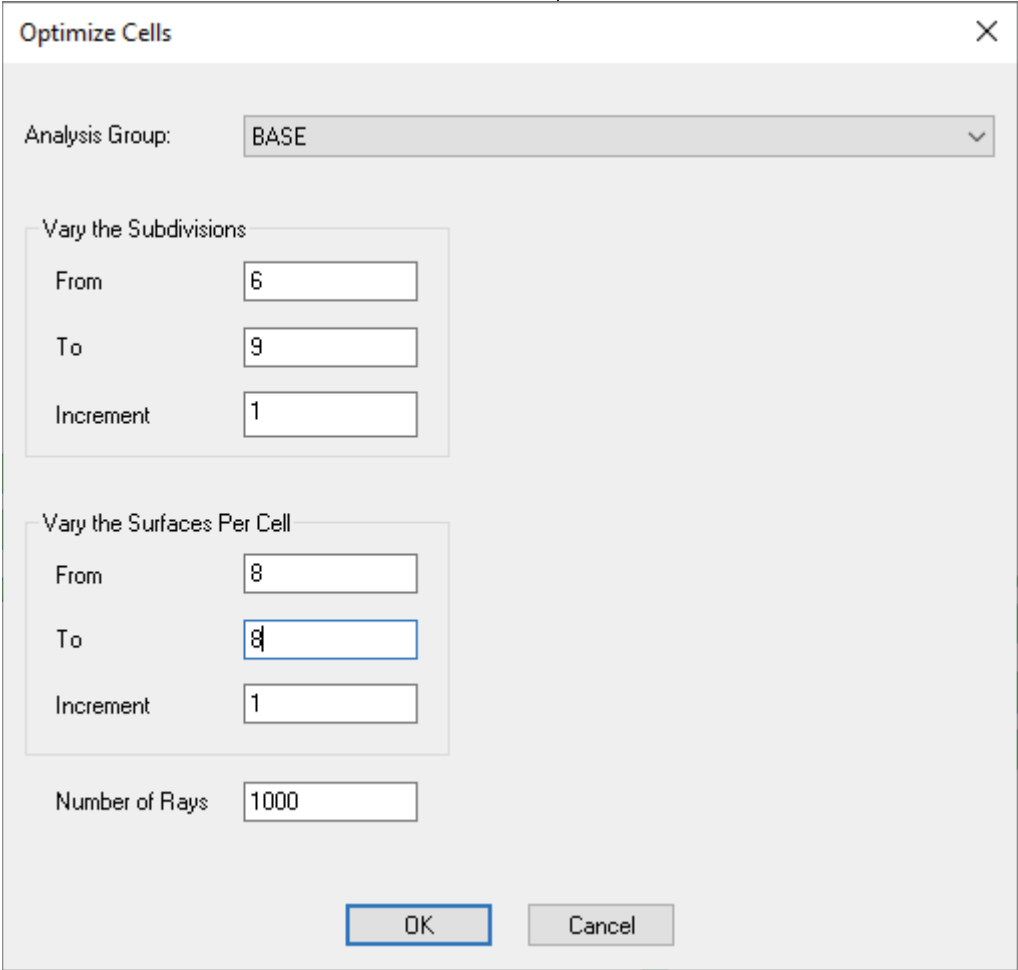 Optimize Cells
Analysis Group: BASE
Vary the Subdivisions
From 6
To 9
Increment 1
Vary the Surfaces Per Cell
From 8
To 8
Increment 1
Number of Rays 1000
OK Cancel